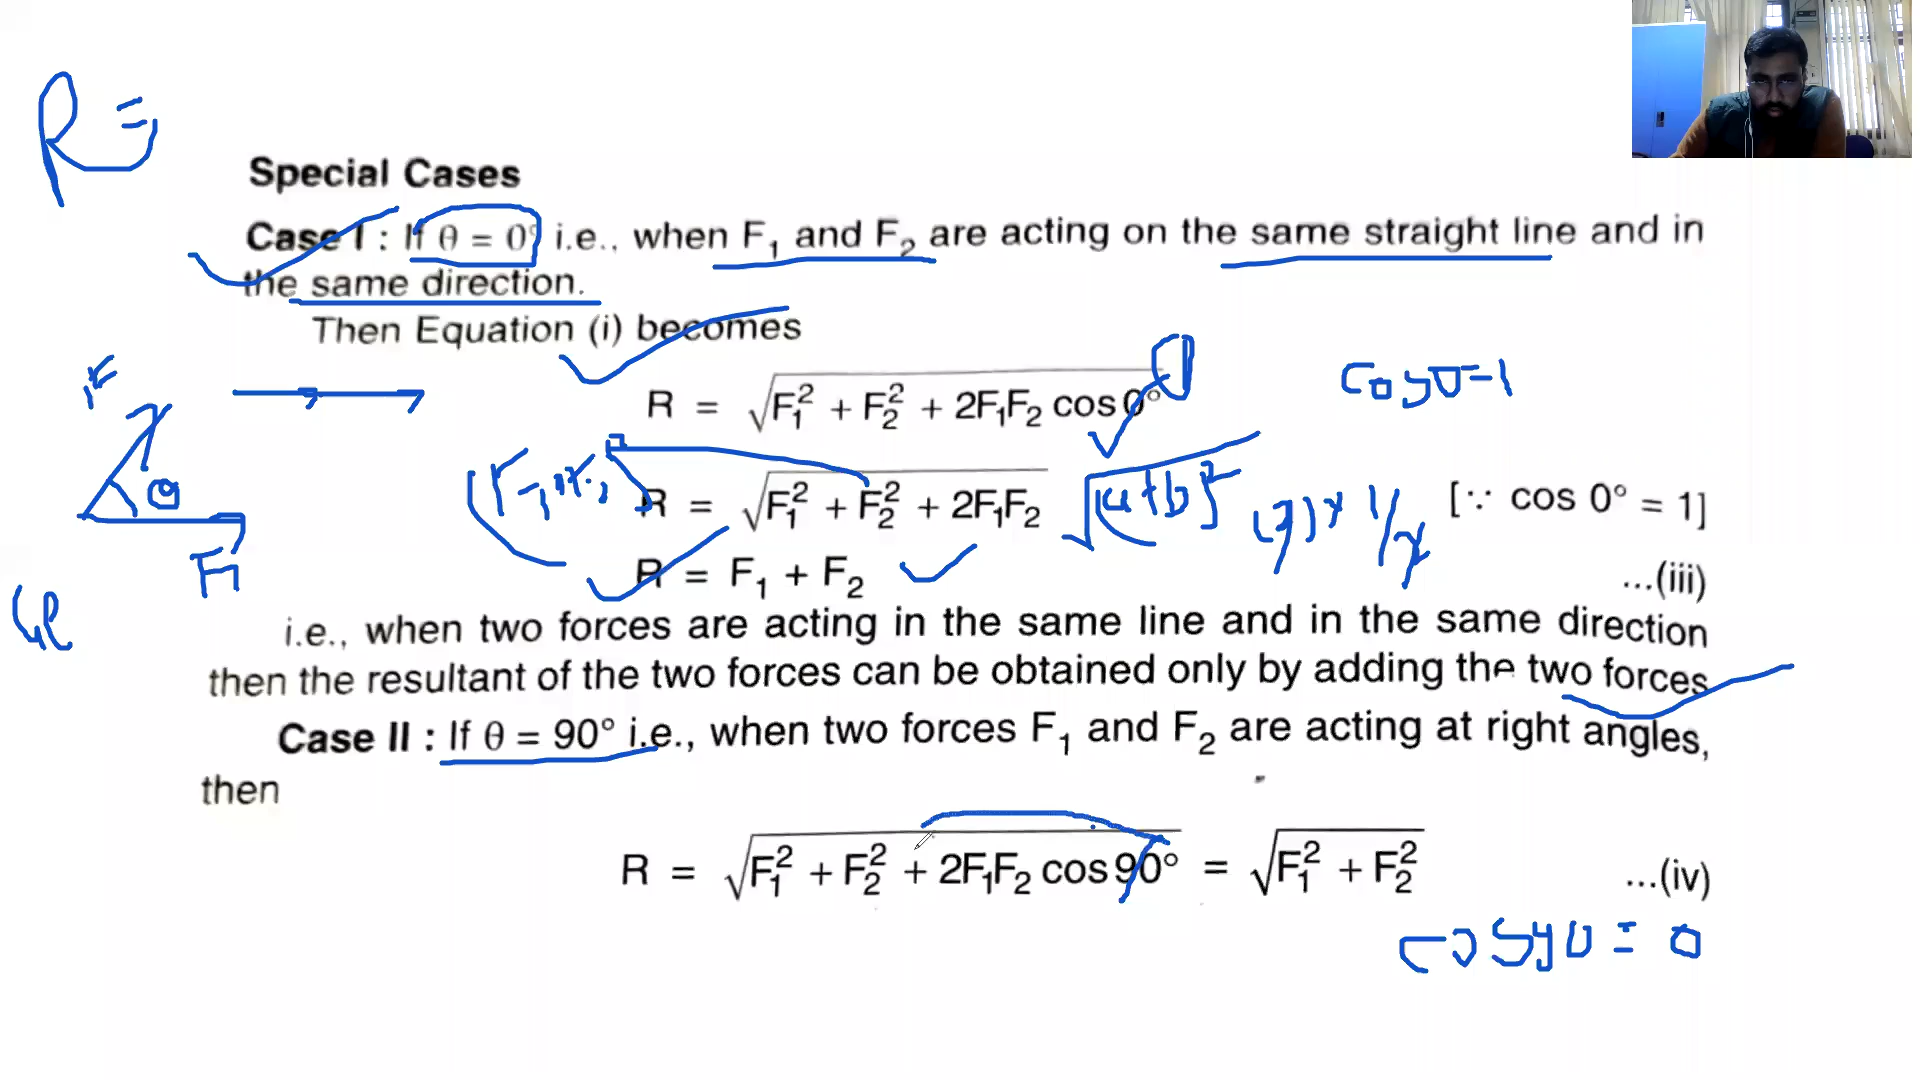 R =
Special Cases
Case I : If θ = 0° i.e., when F₁ and F₂ are acting on the same straight line and in
the same direction.
Then Equation (i) becomes
R = √(F₁² + F₂² + 2F₁F₂ cos 0°)
cos0=1
F
θ
F₁
R = √(F₁² + F₂² + 2F₁F₂)
√(a+b)²
[∵ cos 0° = 1]
R = F₁ + F₂
...(iii)
i.e., when two forces are acting in the same line and in the same direction
then the resultant of the two forces can be obtained only by adding the two forces
Case II : If θ = 90° i.e., when two forces F₁ and F₂ are acting at right angles,
then
R = √(F₁² + F₂² + 2F₁F₂ cos 90°) = √(F₁² + F₂²)
...(iv)
cos90 = 0